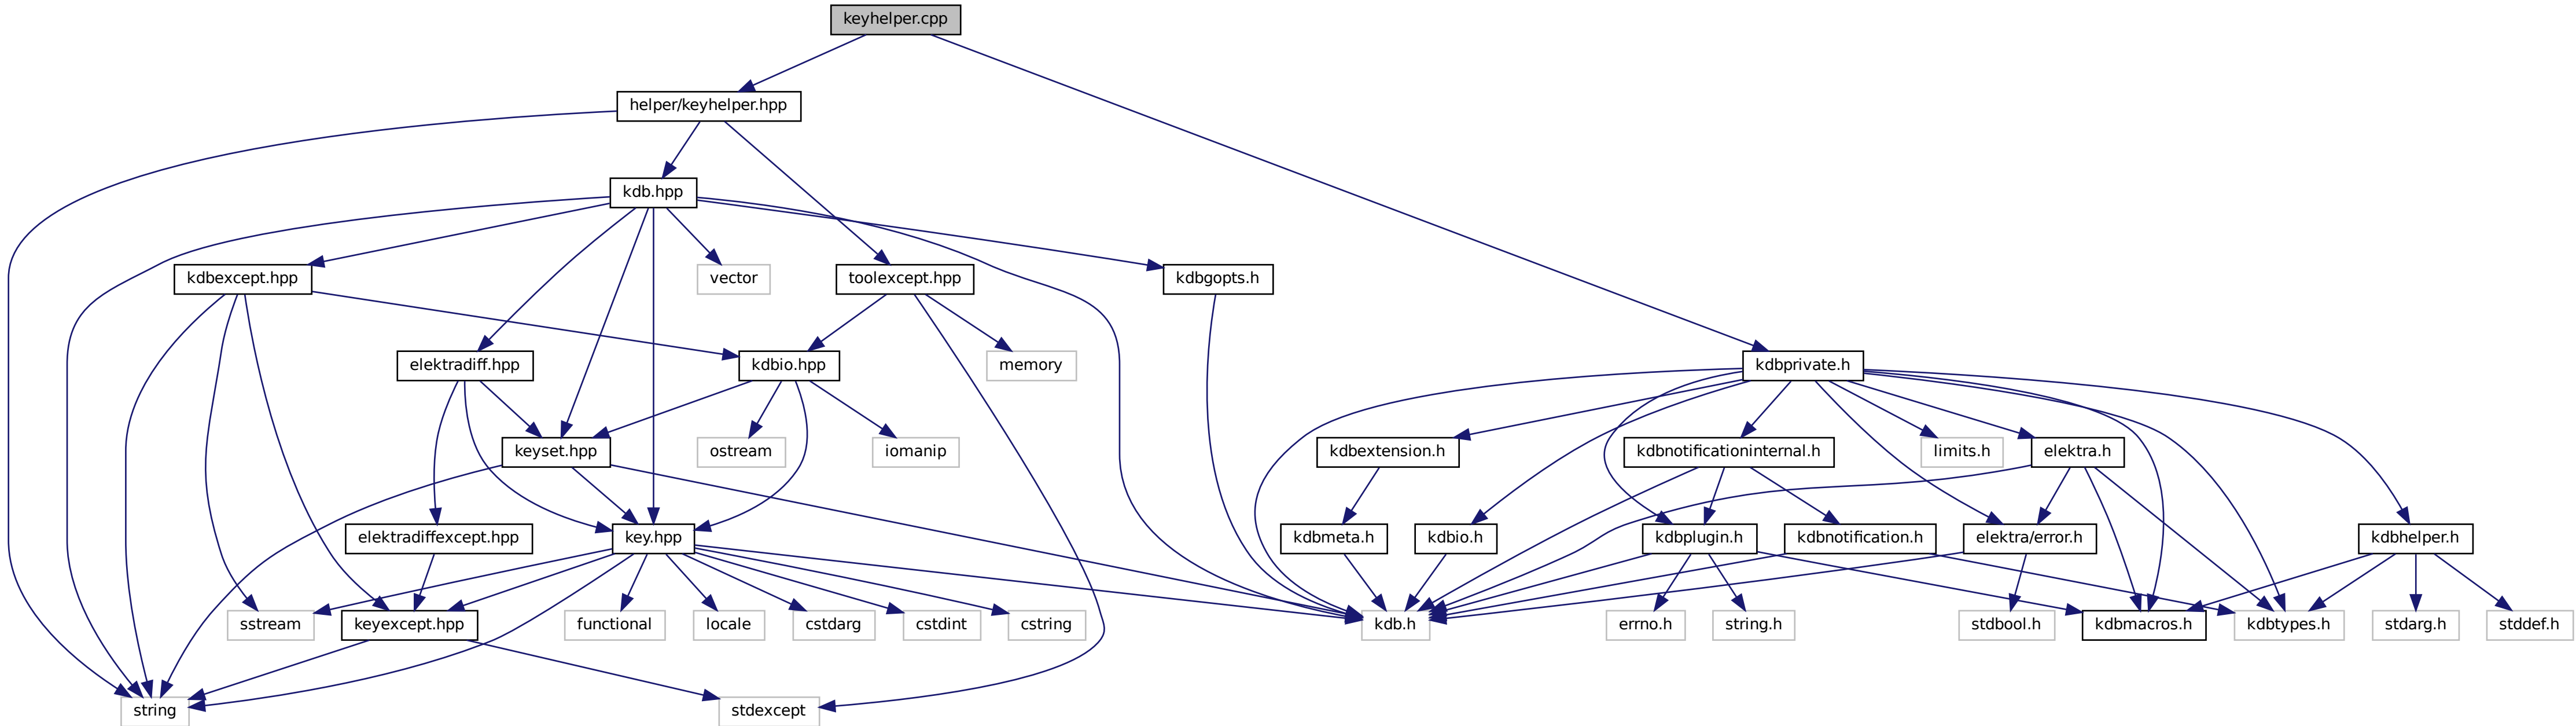 keyhelper.cpp
helper/keyhelper.hpp
kdb.hpp
kdbexcept.hpp
vector
toolexcept.hpp
kdbgopts.h
elektradiff.hpp
kdbio.hpp
memory
kdbprivate.h
keyset.hpp
ostream
iomanip
kdbextension.h
kdbnotificationinternal.h
limits.h
elektra.h
elektradiffexcept.hpp
key.hpp
kdbmeta.h
kdbio.h
kdbplugin.h
kdbnotification.h
elektra/error.h
kdbhelper.h
sstream
keyexcept.hpp
functional
locale
cstdarg
cstdint
cstring
kdb.h
errno.h
string.h
stdbool.h
kdbmacros.h
kdbtypes.h
stdarg.h
stddef.h
string
stdexcept